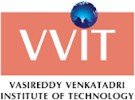 VVIT
VASIREDDY VENKATADRI
INSTITUTE OF TECHNOLOGY